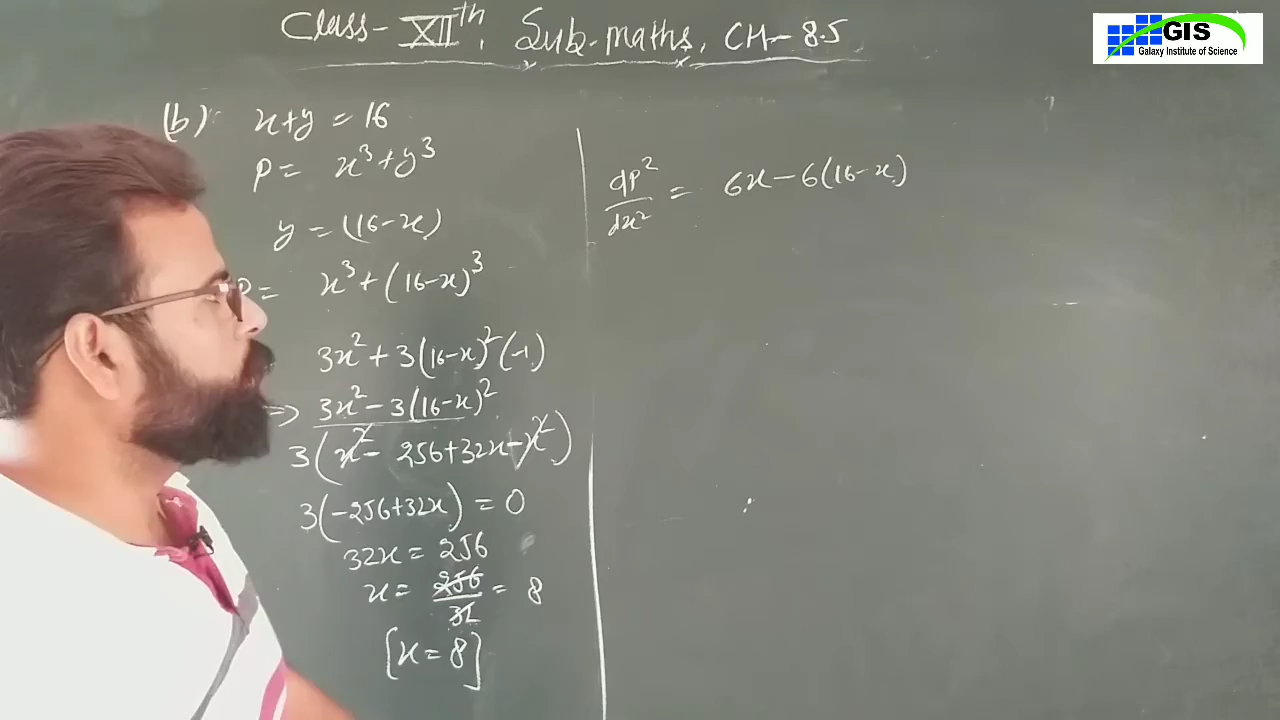 Class-XIIth, Sub-maths, CH-8.5
GIS
Galaxy Institute of Science
(b) x+y = 16
P = x³+y³
y = (16-x)
P = x³+(16-x)³
3x²+3(16-x)²(-1)
=> 3x²-3(16-x)²
3(x²-256+32x-x²)
3(-256+32x) = 0
32x = 256
x = 256/32 = 8
[x = 8]
dp²/dx² = 6x-6(16-x)